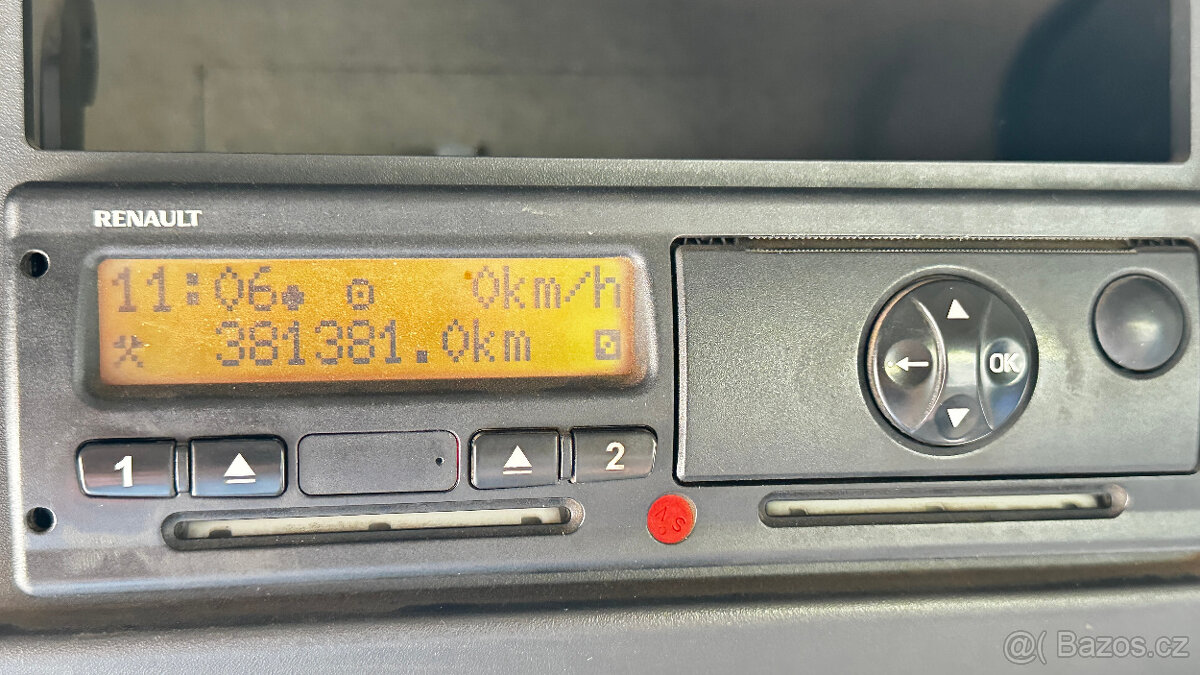 RENAULT
11:06 0km/h
381381.0km
1 2
OK
@( Bazos.cz